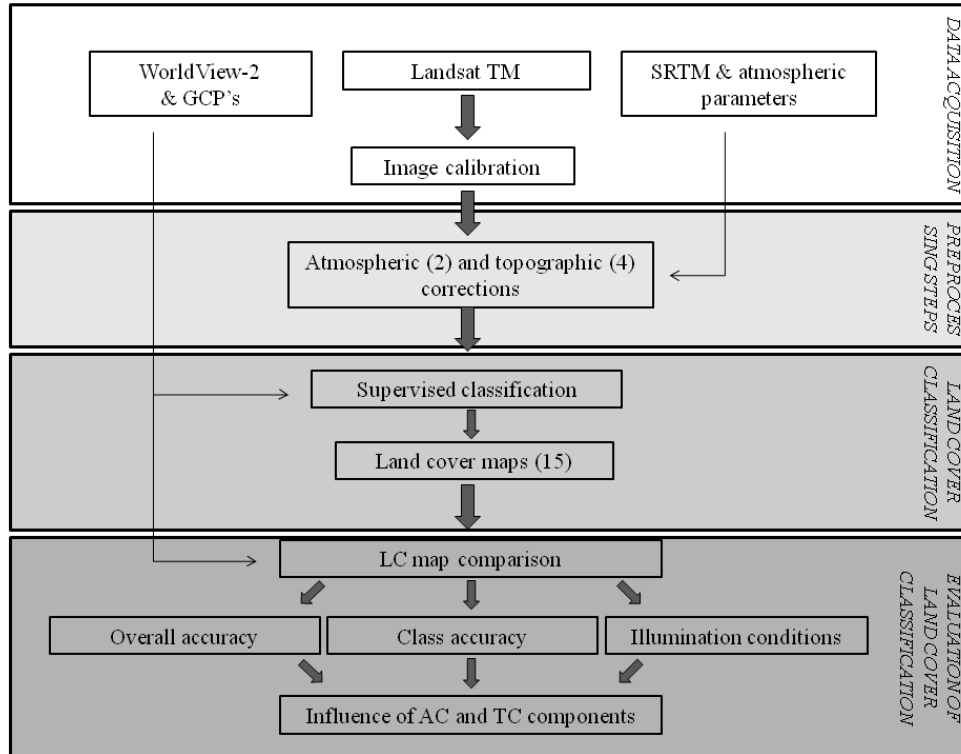 WorldView-2
& GCP's
Landsat TM
SRTM & atmospheric
parameters
Image calibration
DATA ACQUISITION
Atmospheric (2) and topographic (4)
corrections
PREPROCES
SING STEPS
Supervised classification
Land cover maps (15)
LAND COVER
CLASSIFICATION
LC map comparison
Overall accuracy
Class accuracy
Illumination conditions
Influence of AC and TC components
EVALUATION OF
LAND COVER
CLASSIFICATION